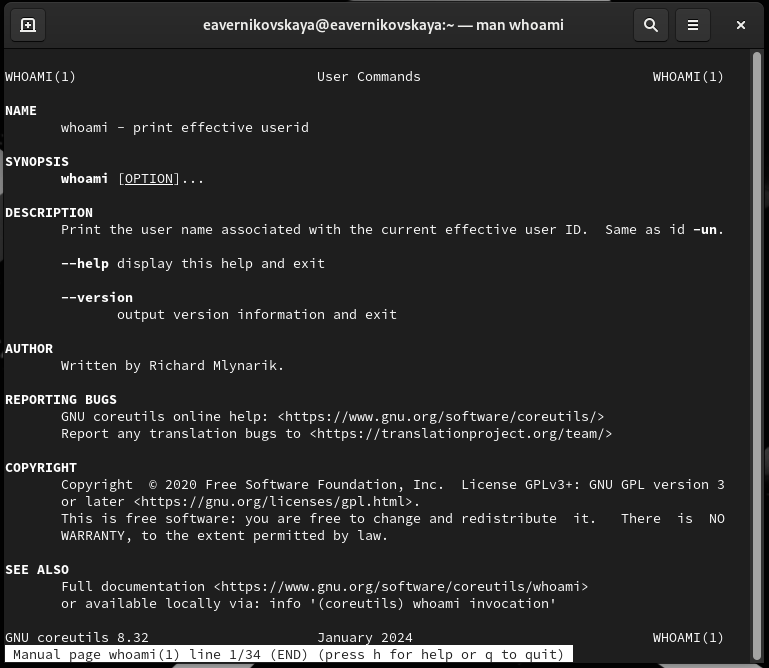 eavernikovskaya@eavernikovskaya:~ — man whoami
WHOAMI(1) User Commands WHOAMI(1)
NAME
whoami - print effective userid
SYNOPSIS
whoami [OPTION]...
DESCRIPTION
Print the user name associated with the current effective user ID. Same as id -un.
--help display this help and exit
--version
output version information and exit
AUTHOR
Written by Richard Mlynarik.
REPORTING BUGS
GNU coreutils online help: <https://www.gnu.org/software/coreutils/>
Report any translation bugs to <https://translationproject.org/team/>
COPYRIGHT
Copyright © 2020 Free Software Foundation, Inc. License GPLv3+: GNU GPL version 3
or later <https://gnu.org/licenses/gpl.html>.
This is free software: you are free to change and redistribute it. There is NO
WARRANTY, to the extent permitted by law.
SEE ALSO
Full documentation <https://www.gnu.org/software/coreutils/whoami>
or available locally via: info '(coreutils) whoami invocation'
GNU coreutils 8.32 January 2024 WHOAMI(1)
Manual page whoami(1) line 1/34 (END) (press h for help or q to quit)